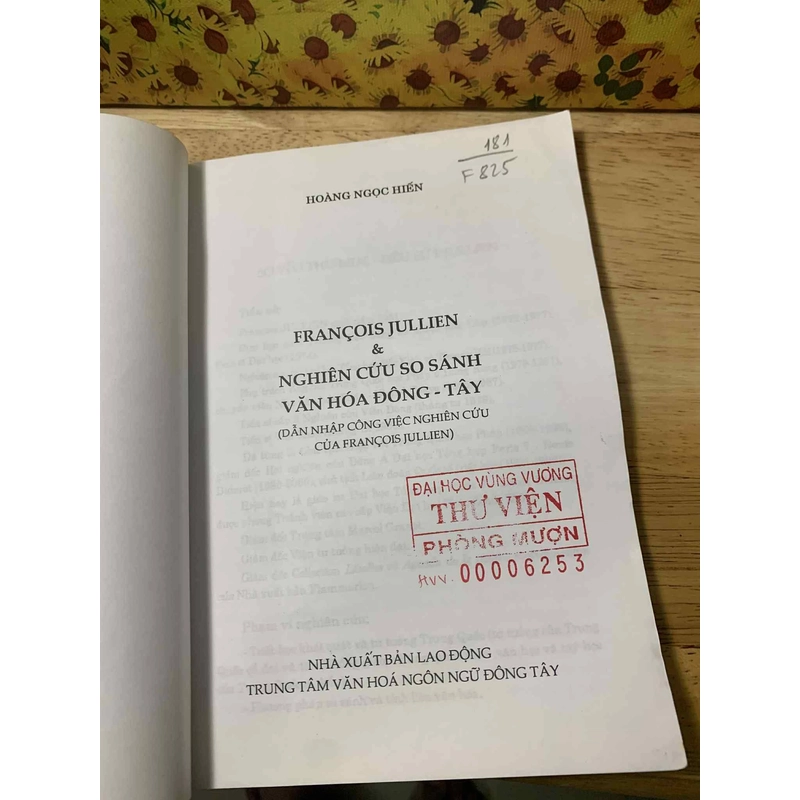 181
F 825
HOÀNG NGỌC HIẾN
FRANÇOIS JULLIEN
&
NGHIÊN CỨU SO SÁNH
VĂN HÓA ĐÔNG - TÂY
(DẪN NHẬP CÔNG VIỆC NGHIÊN CỨU
CỦA FRANÇOIS JULLIEN)
ĐẠI HỌC VÙNG VƯƠNG
THƯ VIỆN
PHÒNG MƯỢN
HVV. 00006253
NHÀ XUẤT BẢN LAO ĐỘNG
TRUNG TÂM VĂN HOÁ NGÔN NGỮ ĐÔNG TÂY